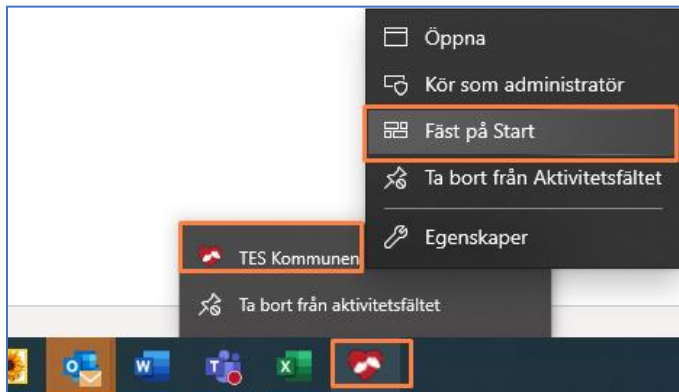 Öppna
Kör som administratör
Fäst på Start
Ta bort från Aktivitetsfältet
Egenskaper
TES Kommunen
Ta bort från aktivitetsfältet